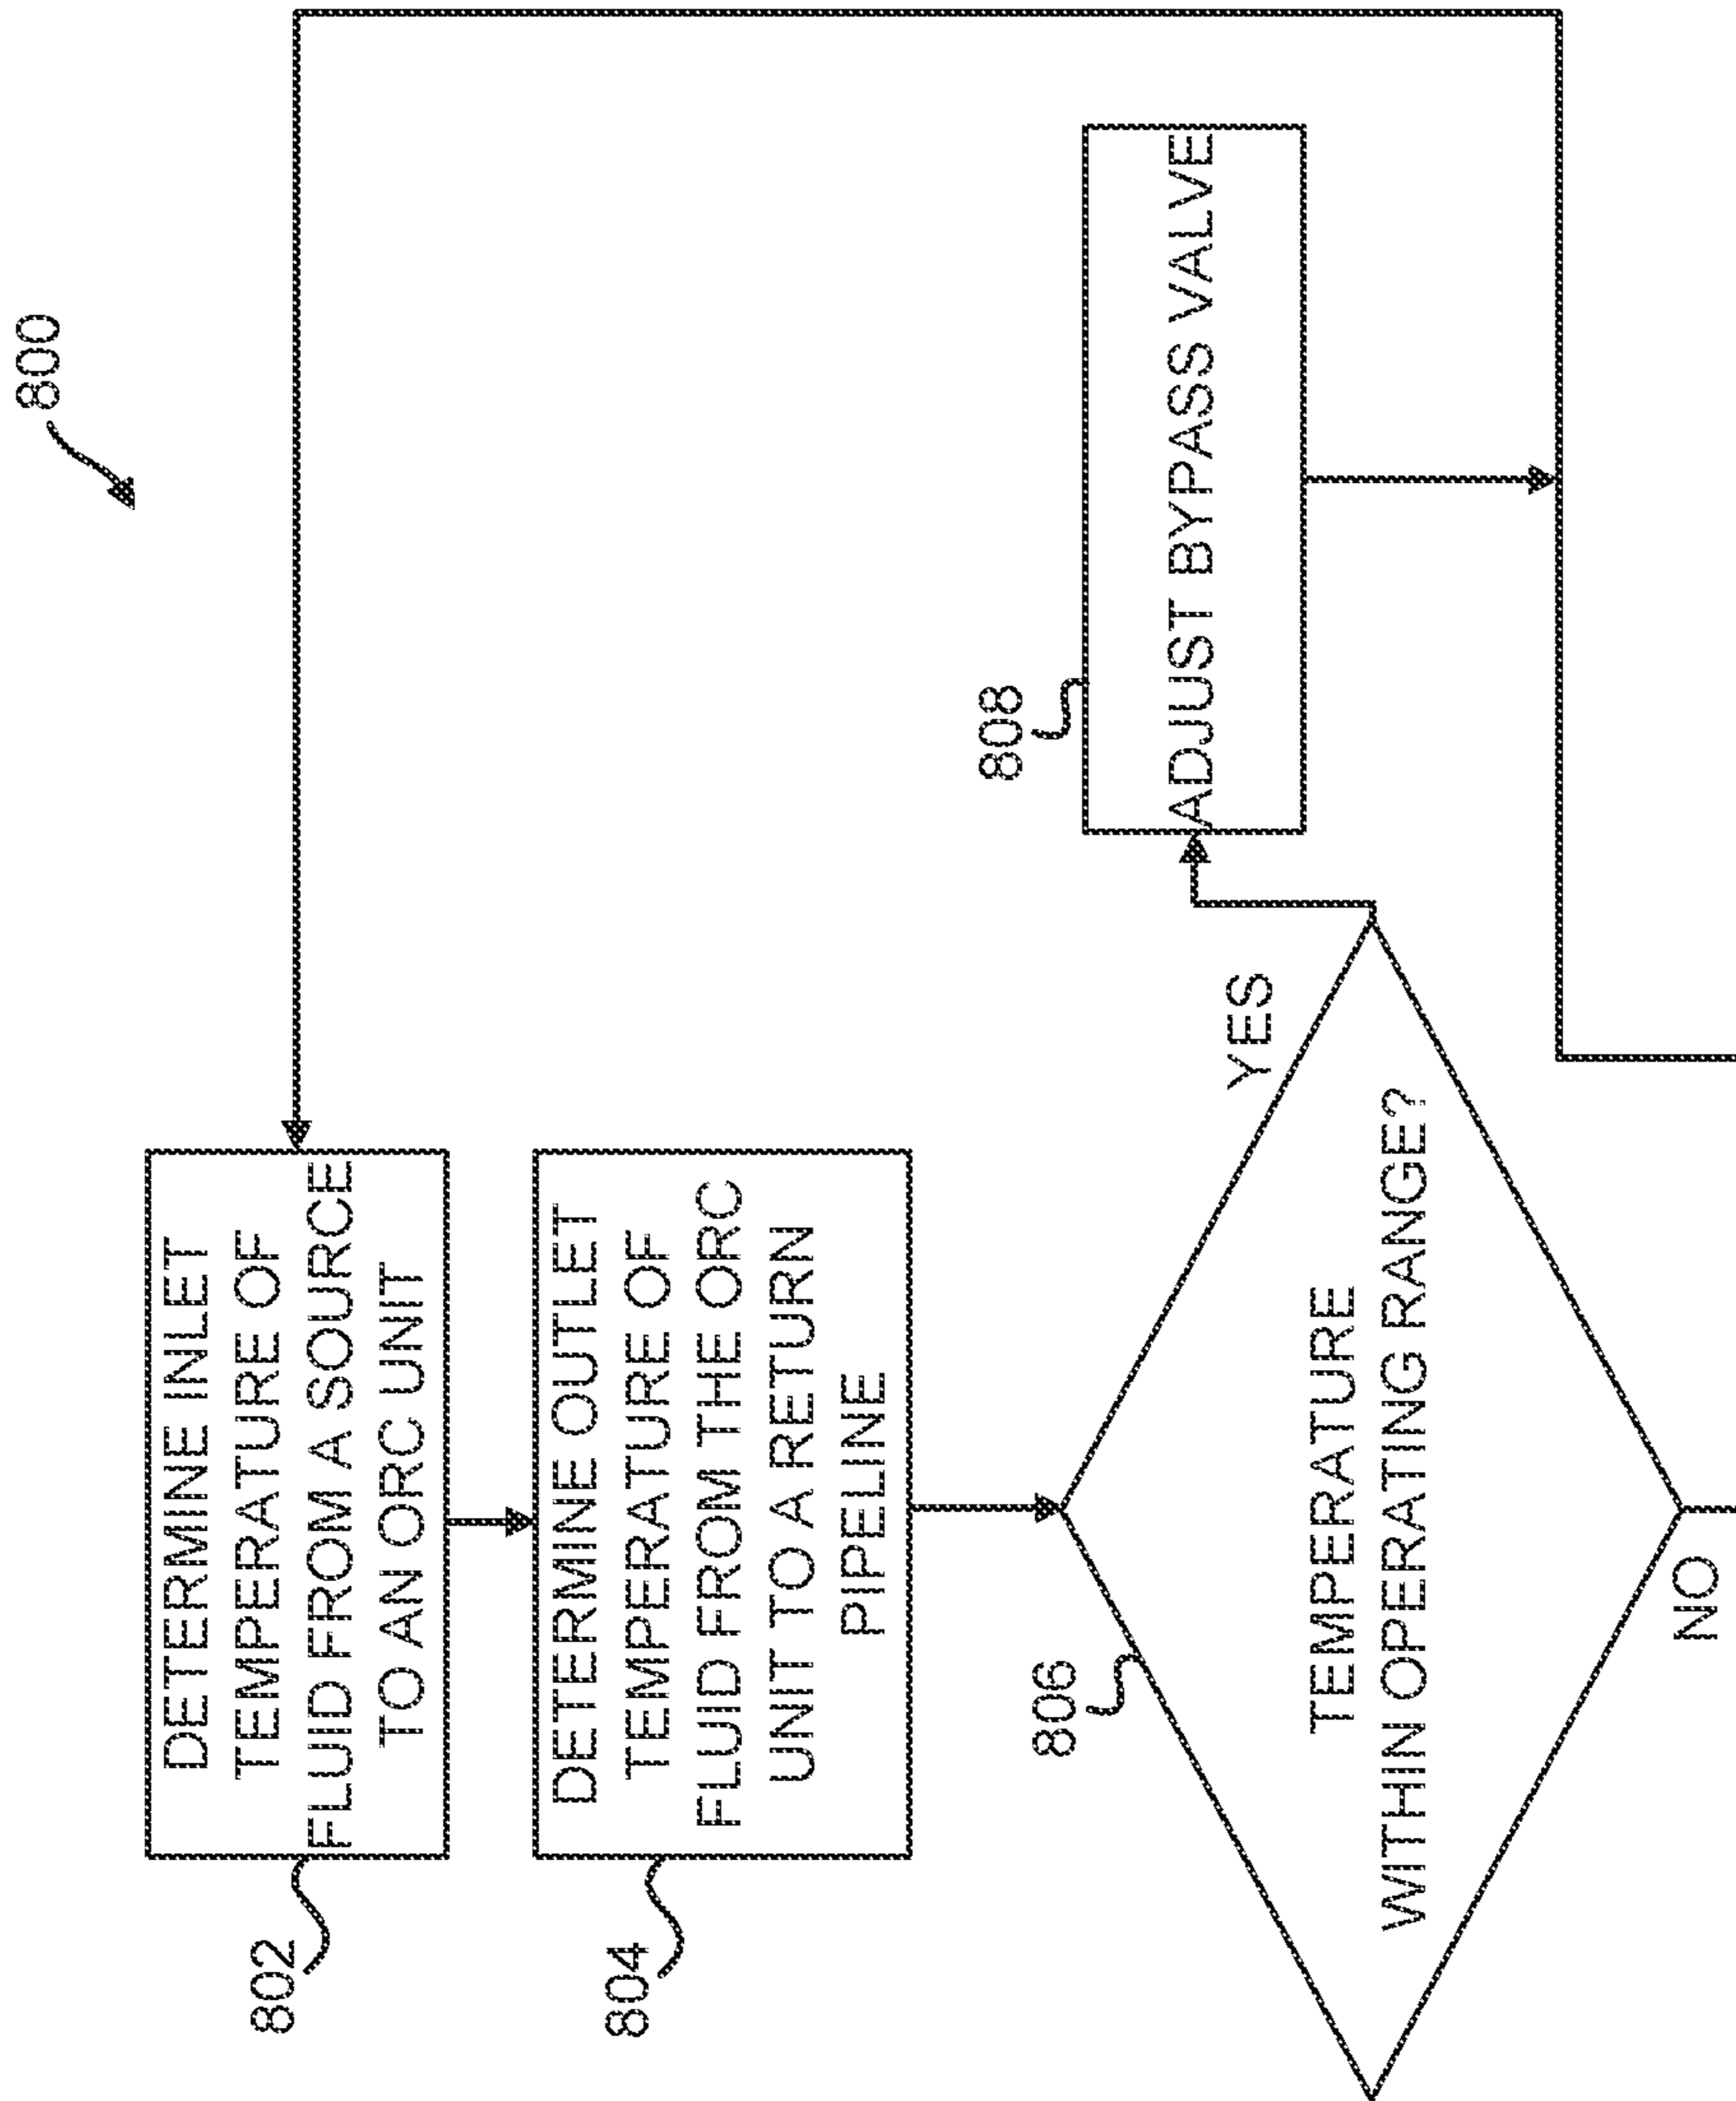 800
802
DETERMINE INLET
TEMPERATURE OF
FLUID FROM A SOURCE
TO AN ORC UNIT
804
DETERMINE OUTLET
TEMPERATURE OF
FLUID FROM THE ORC
UNIT TO A RETURN
PIPELINE
806
TEMPERATURE
WITHIN OPERATING RANGE?
YES
808
ADJUST BYPASS VALVE
NO